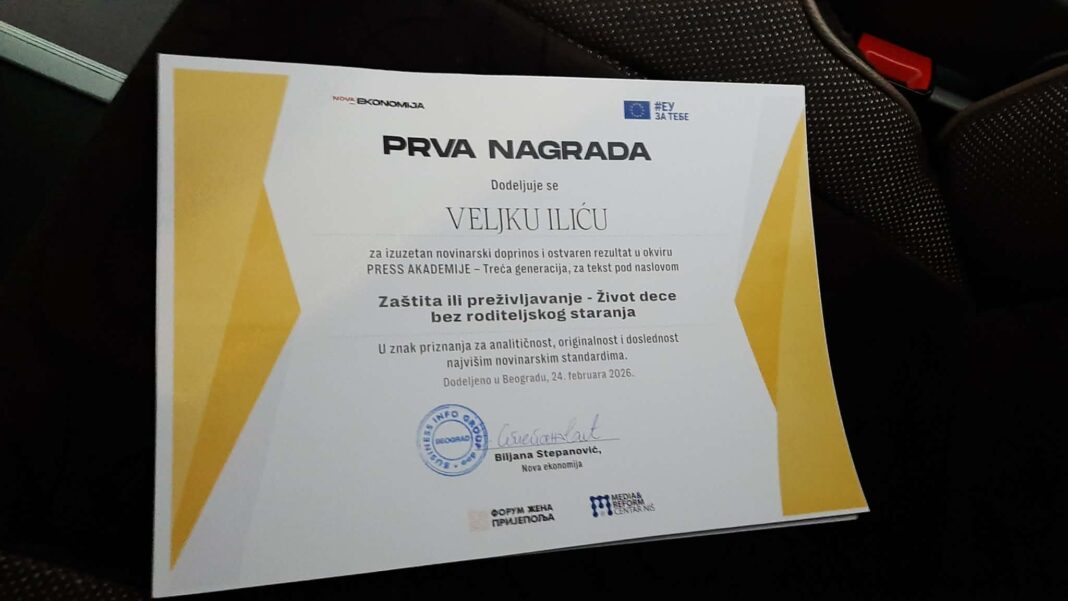 NOVA EKONOMIJA
#ЕУ
ЗА ТЕБЕ
PRVA NAGRADA
Dodeljuje se
VELJKU ILIĆU
za izuzetan novinarski doprinos i ostvaren rezultat u okviru
PRESS AKADEMIJE – Treća generacija, za tekst pod naslovom
Zaštita ili preživljavanje - Život dece
bez roditeljskog staranja
U znak priznanja za analitičnost, originalnost i doslednost
najvišim novinarskim standardima.
Dodeljeno u Beogradu, 24. februara 2026.
BUSINESS INFO GROUP doo
BEOGRAD
Biljana Stepanović,
Nova ekonomija
ФОРУМ ЖЕНА
ПРИЈЕПОЉА
MEDIA&
REFORM
CENTAR NIŠ